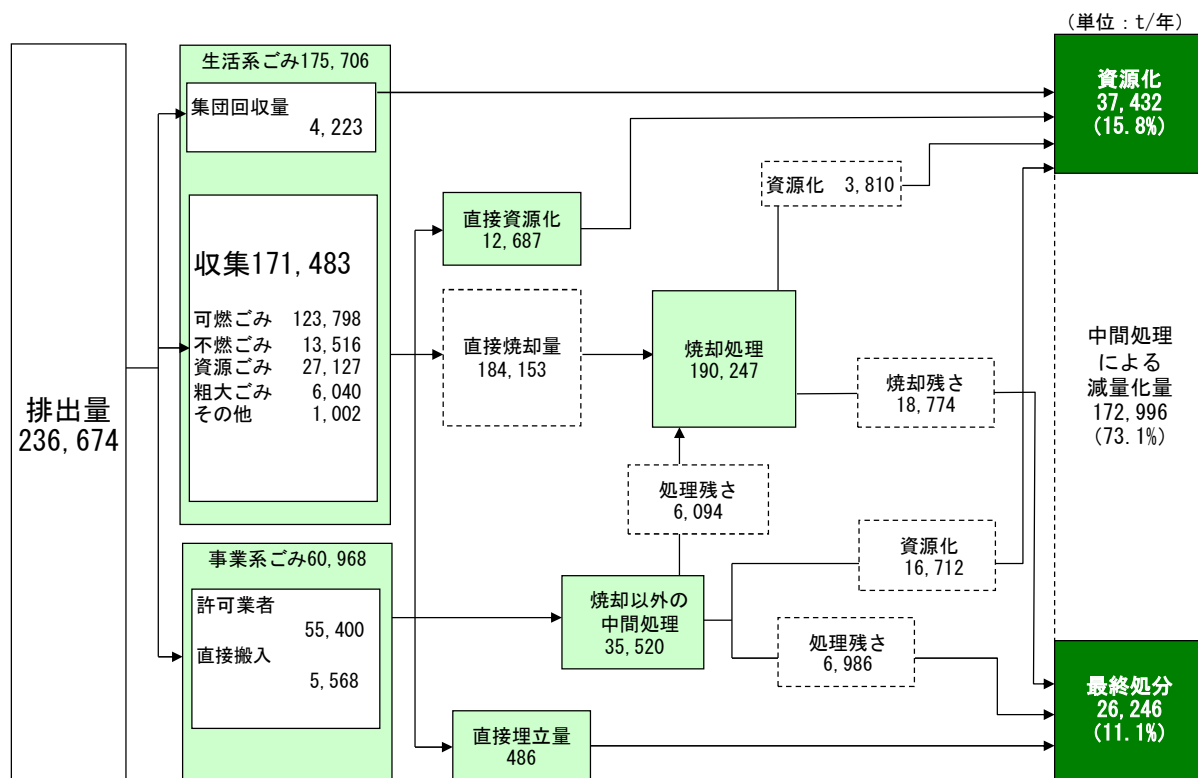 （単位：t/年）
生活系ごみ175,706
集団回収量
4,223
収集171,483
可燃ごみ 123,798
不燃ごみ 13,516
資源ごみ 27,127
粗大ごみ 6,040
その他 1,002
排出量
236,674
事業系ごみ60,968
許可業者
55,400
直接搬入
5,568
直接資源化
12,687
直接焼却量
184,153
焼却処理
190,247
資源化 3,810
焼却残さ
18,774
処理残さ
6,094
焼却以外の
中間処理
35,520
資源化
16,712
処理残さ
6,986
直接埋立量
486
資源化
37,432
(15.8%)
中間処理
による
減量化量
172,996
(73.1%)
最終処分
26,246
(11.1%)